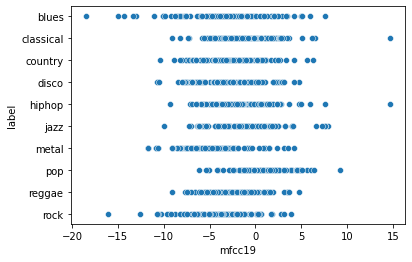 blues
classical
country
disco
hiphop
jazz
metal
pop
reggae
rock
label
−20
−15
−10
−5
0
5
10
15
mfcc19